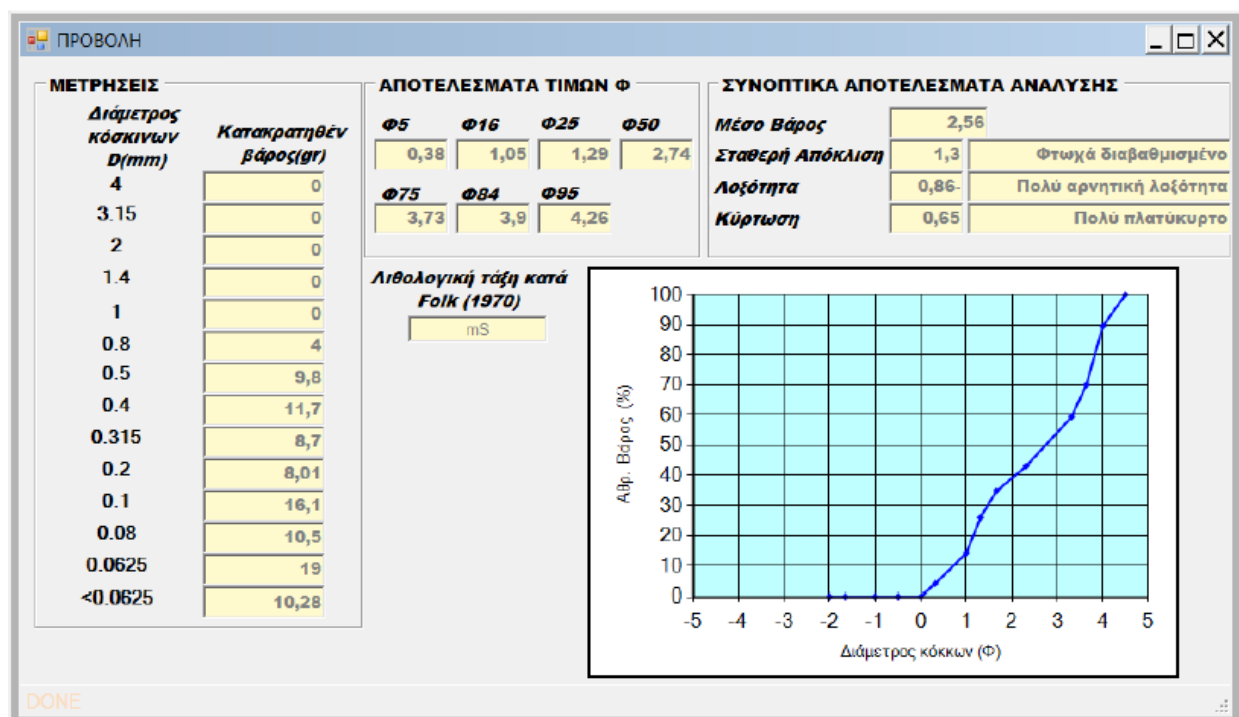 ΠΡΟΒΟΛΗ
ΜΕΤΡΗΣΕΙΣ
Διάμετρος κόσκινων D(mm) Κατακρατηθέν βάρος(gr)
4 0
3.15 0
2 0
1.4 0
1 0
0.8 4
0.5 9,8
0.4 11,7
0.315 8,7
0.2 8,01
0.1 16,1
0.08 10,5
0.0625 19
<0.0625 10,28
ΑΠΟΤΕΛΕΣΜΑΤΑ ΤΙΜΩΝ Φ
Φ5 Φ16 Φ25 Φ50
0,38 1,05 1,29 2,74
Φ75 Φ84 Φ95
3,73 3,9 4,26
ΣΥΝΟΠΤΙΚΑ ΑΠΟΤΕΛΕΣΜΑΤΑ ΑΝΑΛΥΣΗΣ
Μέσο Βάρος 2,56
Σταθερή Απόκλιση 1,3 Φτωχά διαβαθμισμένο
Λοξότητα 0,86- Πολύ αρνητική λοξότητα
Κύρτωση 0,65 Πολύ πλατύκυρτο
Λιθολογική τάξη κατά
Folk (1970)
mS
Αθρ. Βάρος (%)
100
90
80
70
60
50
40
30
20
10
0
-5 -4 -3 -2 -1 0 1 2 3 4 5
Διάμετρος κόκκων (Φ)
DONE